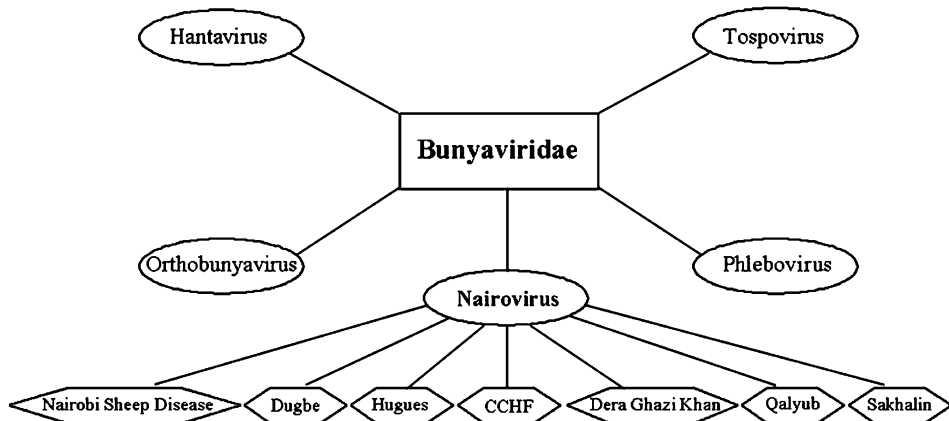 Hantavirus
Tospovirus
Bunyaviridae
Orthobunyavirus
Phlebovirus
Nairovirus
Nairobi Sheep Disease
Dugbe
Hugues
CCHF
Dera Ghazi Khan
Qalyub
Sakhalin